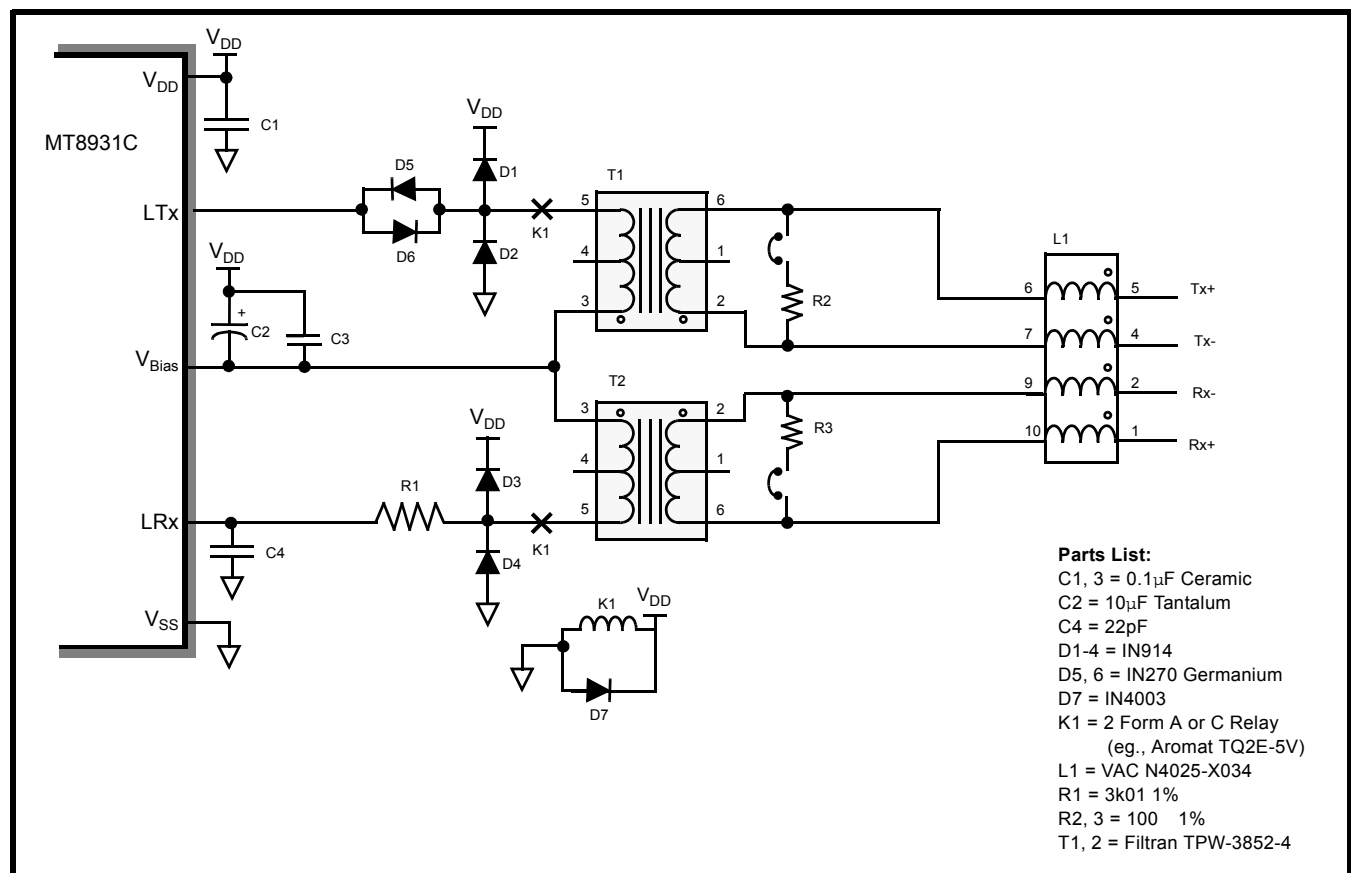 VDD
VDD
MT8931C
C1
VDD
D5
D1
T1
LTx
5
6
K1
D6
D2
4
1
L1
VDD
R2
6
5
Tx+
3
2
+
C2
C3
7
4
Tx-
VBias
T2
9
2
Rx-
3
2
VDD
R3
10
1
Rx+
4
1
R1
D3
LRx
5
6
K1
C4
D4
VSS
K1
VDD
D7
Parts List:
C1, 3 = 0.1μF Ceramic
C2 = 10μF Tantalum
C4 = 22pF
D1-4 = IN914
D5, 6 = IN270 Germanium
D7 = IN4003
K1 = 2 Form A or C Relay
(eg., Aromat TQ2E-5V)
L1 = VAC N4025-X034
R1 = 3k01 1%
R2, 3 = 100 1%
T1, 2 = Filtran TPW-3852-4